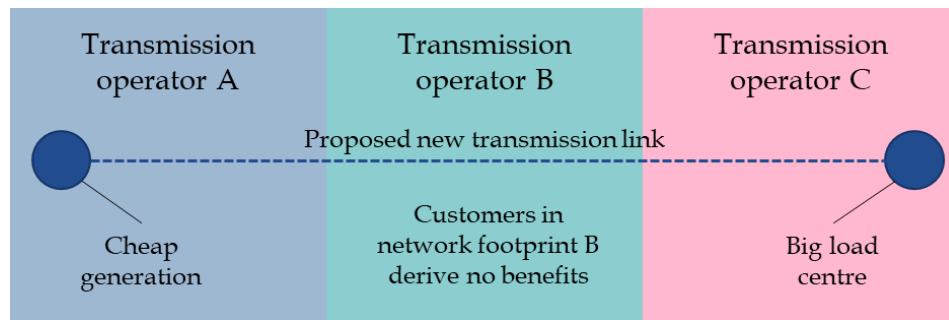 Transmission
operator A
Transmission
operator B
Transmission
operator C
Proposed new transmission link
Cheap
generation
Customers in
network footprint B
derive no benefits
Big load
centre